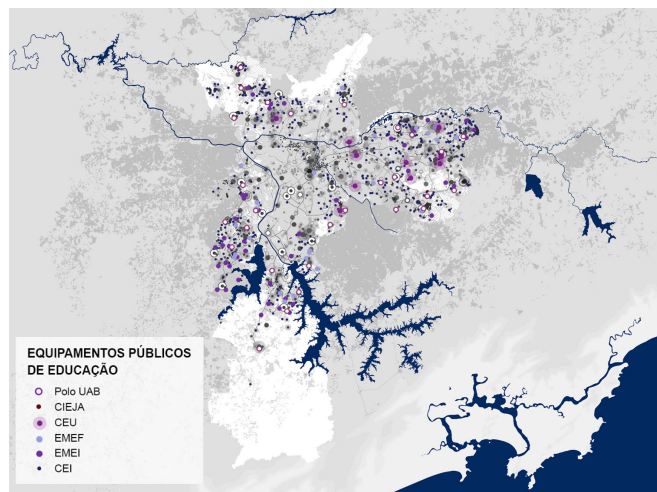 EQUIPAMENTOS PÚBLICOS
DE EDUCAÇÃO
Polo UAB
CIEJA
CEU
EMEF
EMEI
CEI